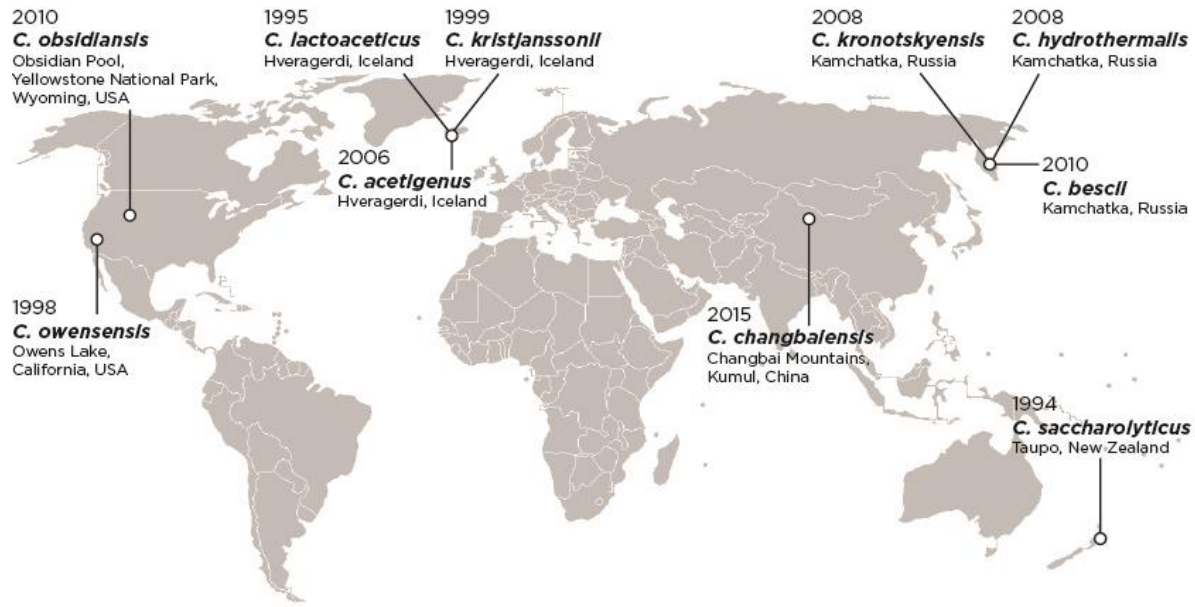 2010
C. obsidiansis
Obsidian Pool,
Yellowstone National Park,
Wyoming, USA
1995
C. lactoaceticus
Hveragerdi, Iceland
1999
C. kristjanssonii
Hveragerdi, Iceland
2008
C. kronotskyensis
Kamchatka, Russia
2008
C. hydrothermalis
Kamchatka, Russia
2006
C. acetigenus
Hveragerdi, Iceland
2010
C. bescii
Kamchatka, Russia
1998
C. owensensis
Owens Lake,
California, USA
2015
C. changbaiensis
Changbai Mountains,
Kumul, China
1994
C. saccharolyticus
Taupo, New Zealand